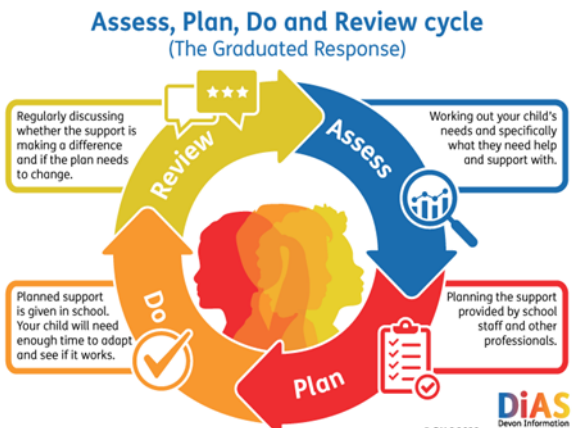 Assess, Plan, Do and Review cycle
(The Graduated Response)
Regularly discussing
whether the support is
making a difference
and if the plan needs
to change.
Review
Assess
Working out your child's
needs and specifically
what they need help
and support with.
Planned support
is given in school.
Your child will need
enough time to adapt
and see if it works.
Do
Plan
Planning the support
provided by school
staff and other
professionals.
DiAS
Devon Information